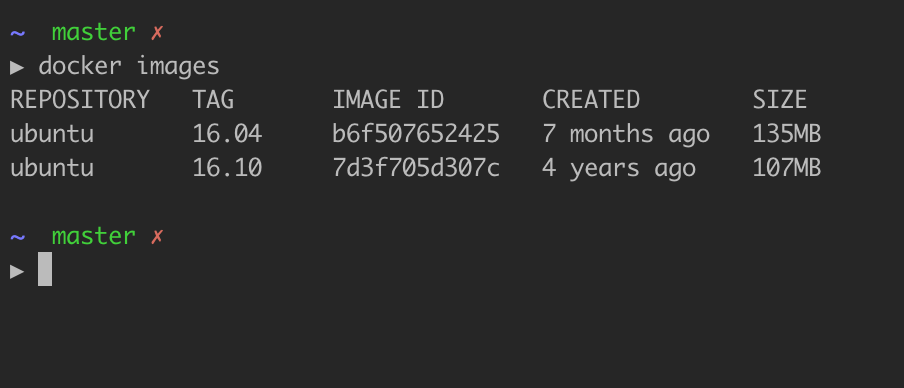 ~ master ✗
▶ docker images
REPOSITORY TAG IMAGE ID CREATED SIZE
ubuntu 16.04 b6f507652425 7 months ago 135MB
ubuntu 16.10 7d3f705d307c 4 years ago 107MB
~ master ✗
▶